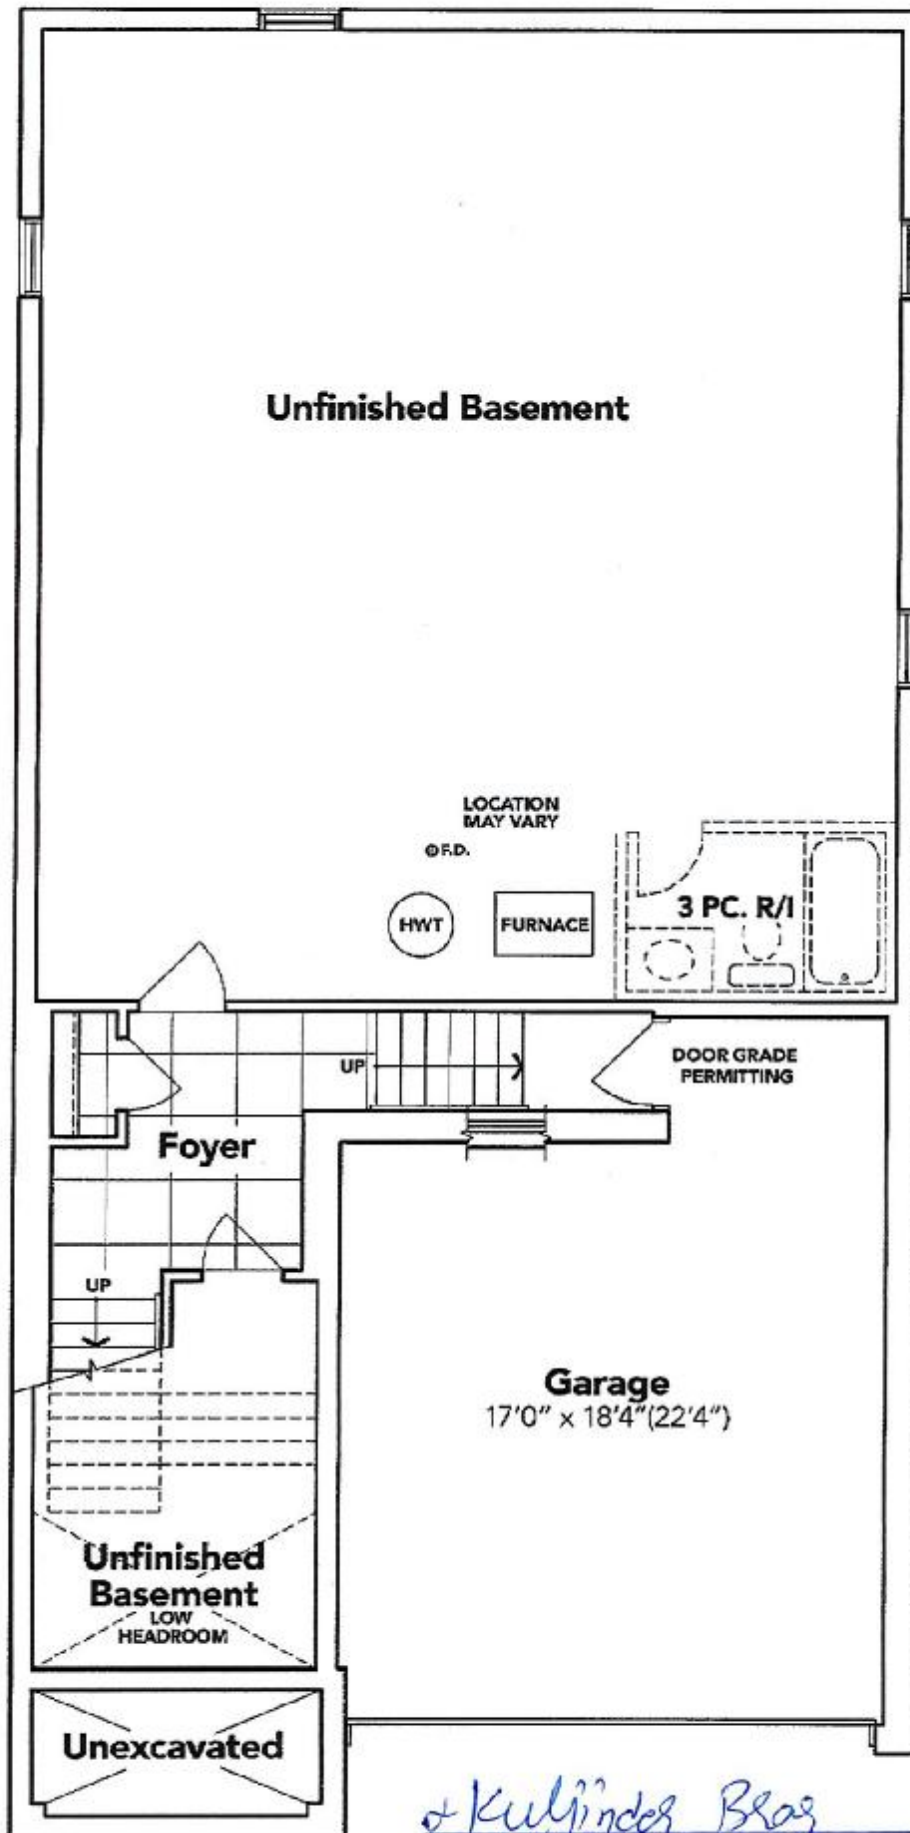 Unfinished Basement
LOCATION
MAY VARY
F.D.
HWT
FURNACE
3 PC. R/I
UP
DOOR GRADE
PERMITTING
Foyer
UP
Garage
17'0" x 18'4"(22'4")
Unfinished
Basement
LOW
HEADROOM
Unexcavated